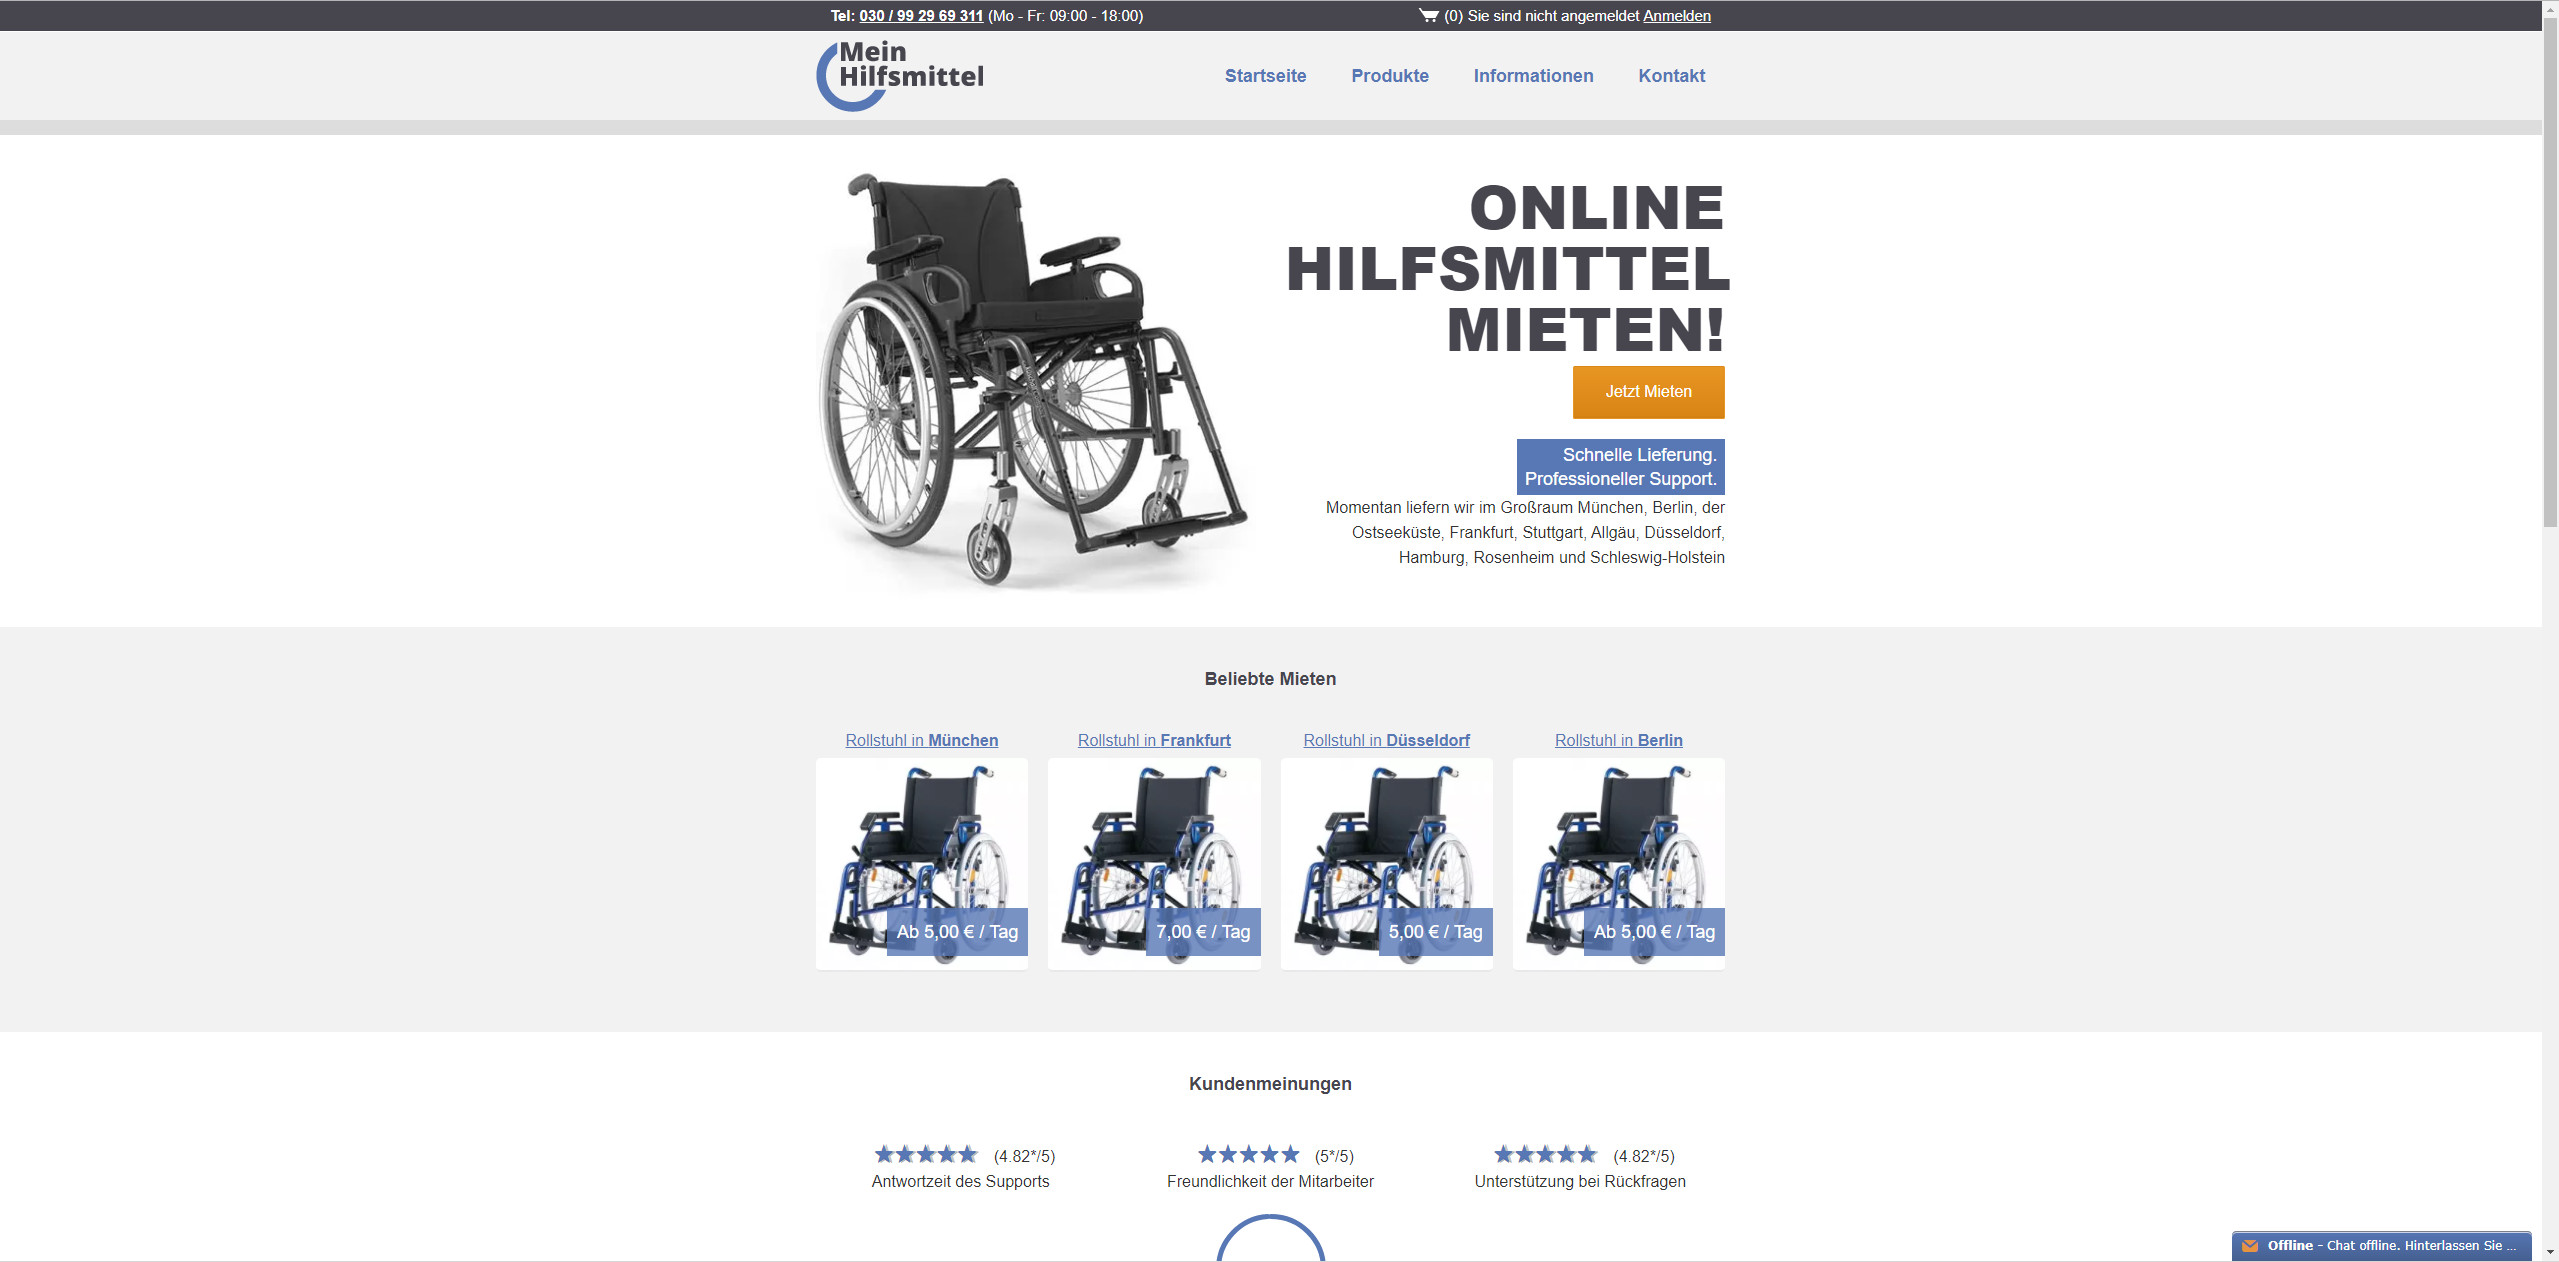 Tel: 030 / 99 29 69 311 (Mo - Fr: 09:00 - 18:00)
(0) Sie sind nicht angemeldet Anmelden
Mein
Hilfsmittel
Startseite
Produkte
Informationen
Kontakt
ONLINE
HILFSMITTEL
MIETEN!
Jetzt Mieten
Schnelle Lieferung.
Professioneller Support.
Momentan liefern wir im Großraum München, Berlin, der
Ostseeküste, Frankfurt, Stuttgart, Allgäu, Düsseldorf,
Hamburg, Rosenheim und Schleswig-Holstein
Beliebte Mieten
Rollstuhl in München
Rollstuhl in Frankfurt
Rollstuhl in Düsseldorf
Rollstuhl in Berlin
Ab 5,00 € / Tag
7,00 € / Tag
5,00 € / Tag
Ab 5,00 € / Tag
Kundenmeinungen
(4.82*/5)
Antwortzeit des Supports
(5*/5)
Freundlichkeit der Mitarbeiter
(4.82*/5)
Unterstützung bei Rückfragen
Offline - Chat offline. Hinterlassen Sie ...